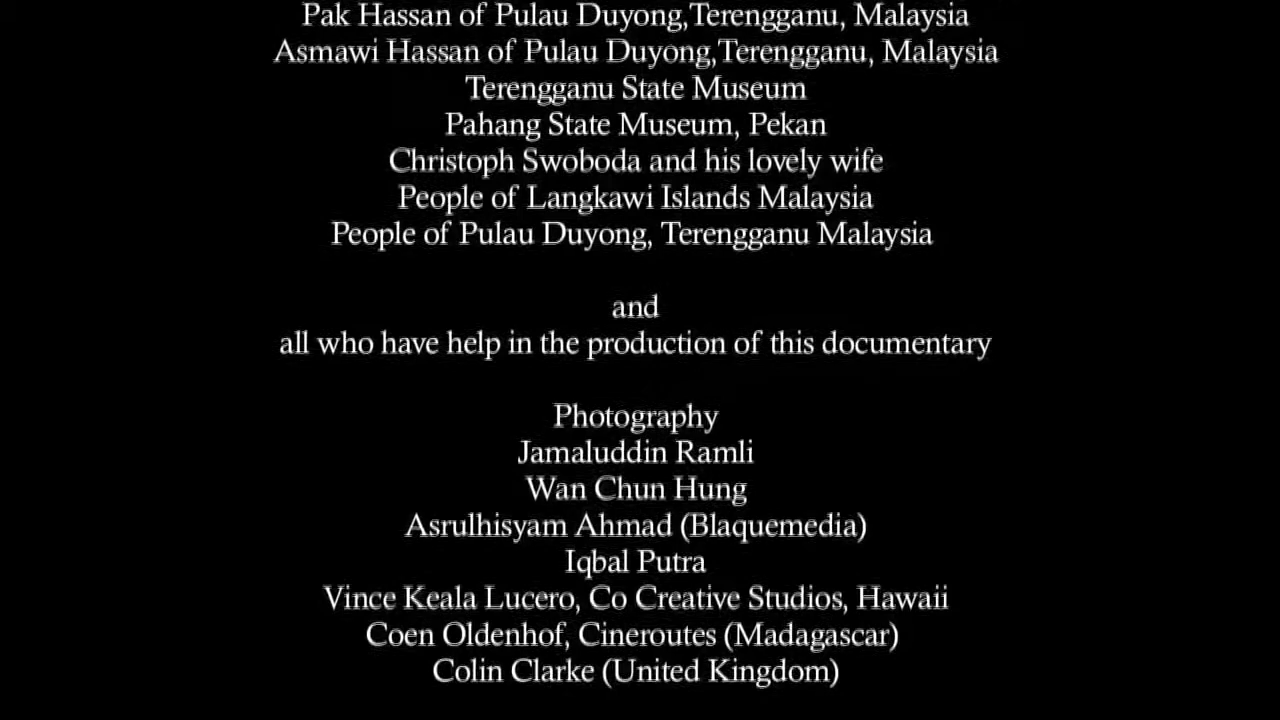 Pak Hassan of Pulau Duyong,Terengganu, Malaysia
Asmawi Hassan of Pulau Duyong,Terengganu, Malaysia
Terengganu State Museum
Pahang State Museum, Pekan
Christoph Swoboda and his lovely wife
People of Langkawi Islands Malaysia
People of Pulau Duyong, Terengganu Malaysia
and
all who have help in the production of this documentary
Photography
Jamaluddin Ramli
Wan Chun Hung
Asrulhisyam Ahmad (Blaquemedia)
Iqbal Putra
Vince Keala Lucero, Co Creative Studios, Hawaii
Coen Oldenhof, Cineroutes (Madagascar)
Colin Clarke (United Kingdom)